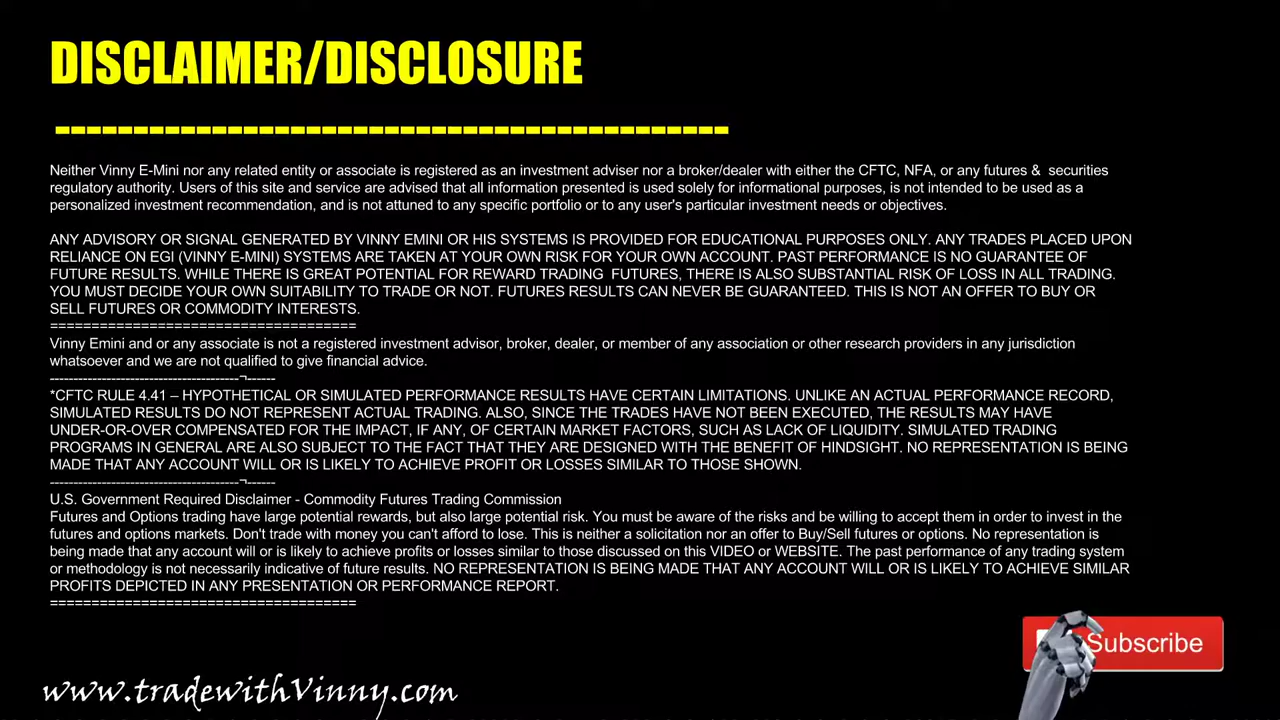 DISCLAIMER/DISCLOSURE
-------------------------------------------
Neither Vinny E-Mini nor any related entity or associate is registered as an investment adviser nor a broker/dealer with either the CFTC, NFA, or any futures & securities
regulatory authority. Users of this site and service are advised that all information presented is used solely for informational purposes, is not intended to be used as a
personalized investment recommendation, and is not attuned to any specific portfolio or to any user's particular investment needs or objectives.
ANY ADVISORY OR SIGNAL GENERATED BY VINNY EMINI OR HIS SYSTEMS IS PROVIDED FOR EDUCATIONAL PURPOSES ONLY. ANY TRADES PLACED UPON
RELIANCE ON EGI (VINNY E-MINI) SYSTEMS ARE TAKEN AT YOUR OWN RISK FOR YOUR OWN ACCOUNT. PAST PERFORMANCE IS NO GUARANTEE OF
FUTURE RESULTS. WHILE THERE IS GREAT POTENTIAL FOR REWARD TRADING FUTURES, THERE IS ALSO SUBSTANTIAL RISK OF LOSS IN ALL TRADING.
YOU MUST DECIDE YOUR OWN SUITABILITY TO TRADE OR NOT. FUTURES RESULTS CAN NEVER BE GUARANTEED. THIS IS NOT AN OFFER TO BUY OR
SELL FUTURES OR COMMODITY INTERESTS.
=====================================
Vinny Emini and or any associate is not a registered investment advisor, broker, dealer, or member of any association or other research providers in any jurisdiction
whatsoever and we are not qualified to give financial advice.
-----------------------------------------¬------
*CFTC RULE 4.41 – HYPOTHETICAL OR SIMULATED PERFORMANCE RESULTS HAVE CERTAIN LIMITATIONS. UNLIKE AN ACTUAL PERFORMANCE RECORD,
SIMULATED RESULTS DO NOT REPRESENT ACTUAL TRADING. ALSO, SINCE THE TRADES HAVE NOT BEEN EXECUTED, THE RESULTS MAY HAVE
UNDER-OR-OVER COMPENSATED FOR THE IMPACT, IF ANY, OF CERTAIN MARKET FACTORS, SUCH AS LACK OF LIQUIDITY. SIMULATED TRADING
PROGRAMS IN GENERAL ARE ALSO SUBJECT TO THE FACT THAT THEY ARE DESIGNED WITH THE BENEFIT OF HINDSIGHT. NO REPRESENTATION IS BEING
MADE THAT ANY ACCOUNT WILL OR IS LIKELY TO ACHIEVE PROFIT OR LOSSES SIMILAR TO THOSE SHOWN.
-----------------------------------------¬------
U.S. Government Required Disclaimer - Commodity Futures Trading Commission
Futures and Options trading have large potential rewards, but also large potential risk. You must be aware of the risks and be willing to accept them in order to invest in the
futures and options markets. Don't trade with money you can't afford to lose. This is neither a solicitation nor an offer to Buy/Sell futures or options. No representation is
being made that any account will or is likely to achieve profits or losses similar to those discussed on this VIDEO or WEBSITE. The past performance of any trading system
or methodology is not necessarily indicative of future results. NO REPRESENTATION IS BEING MADE THAT ANY ACCOUNT WILL OR IS LIKELY TO ACHIEVE SIMILAR
PROFITS DEPICTED IN ANY PRESENTATION OR PERFORMANCE REPORT.
=====================================
Subscribe
www.tradewithVinny.com